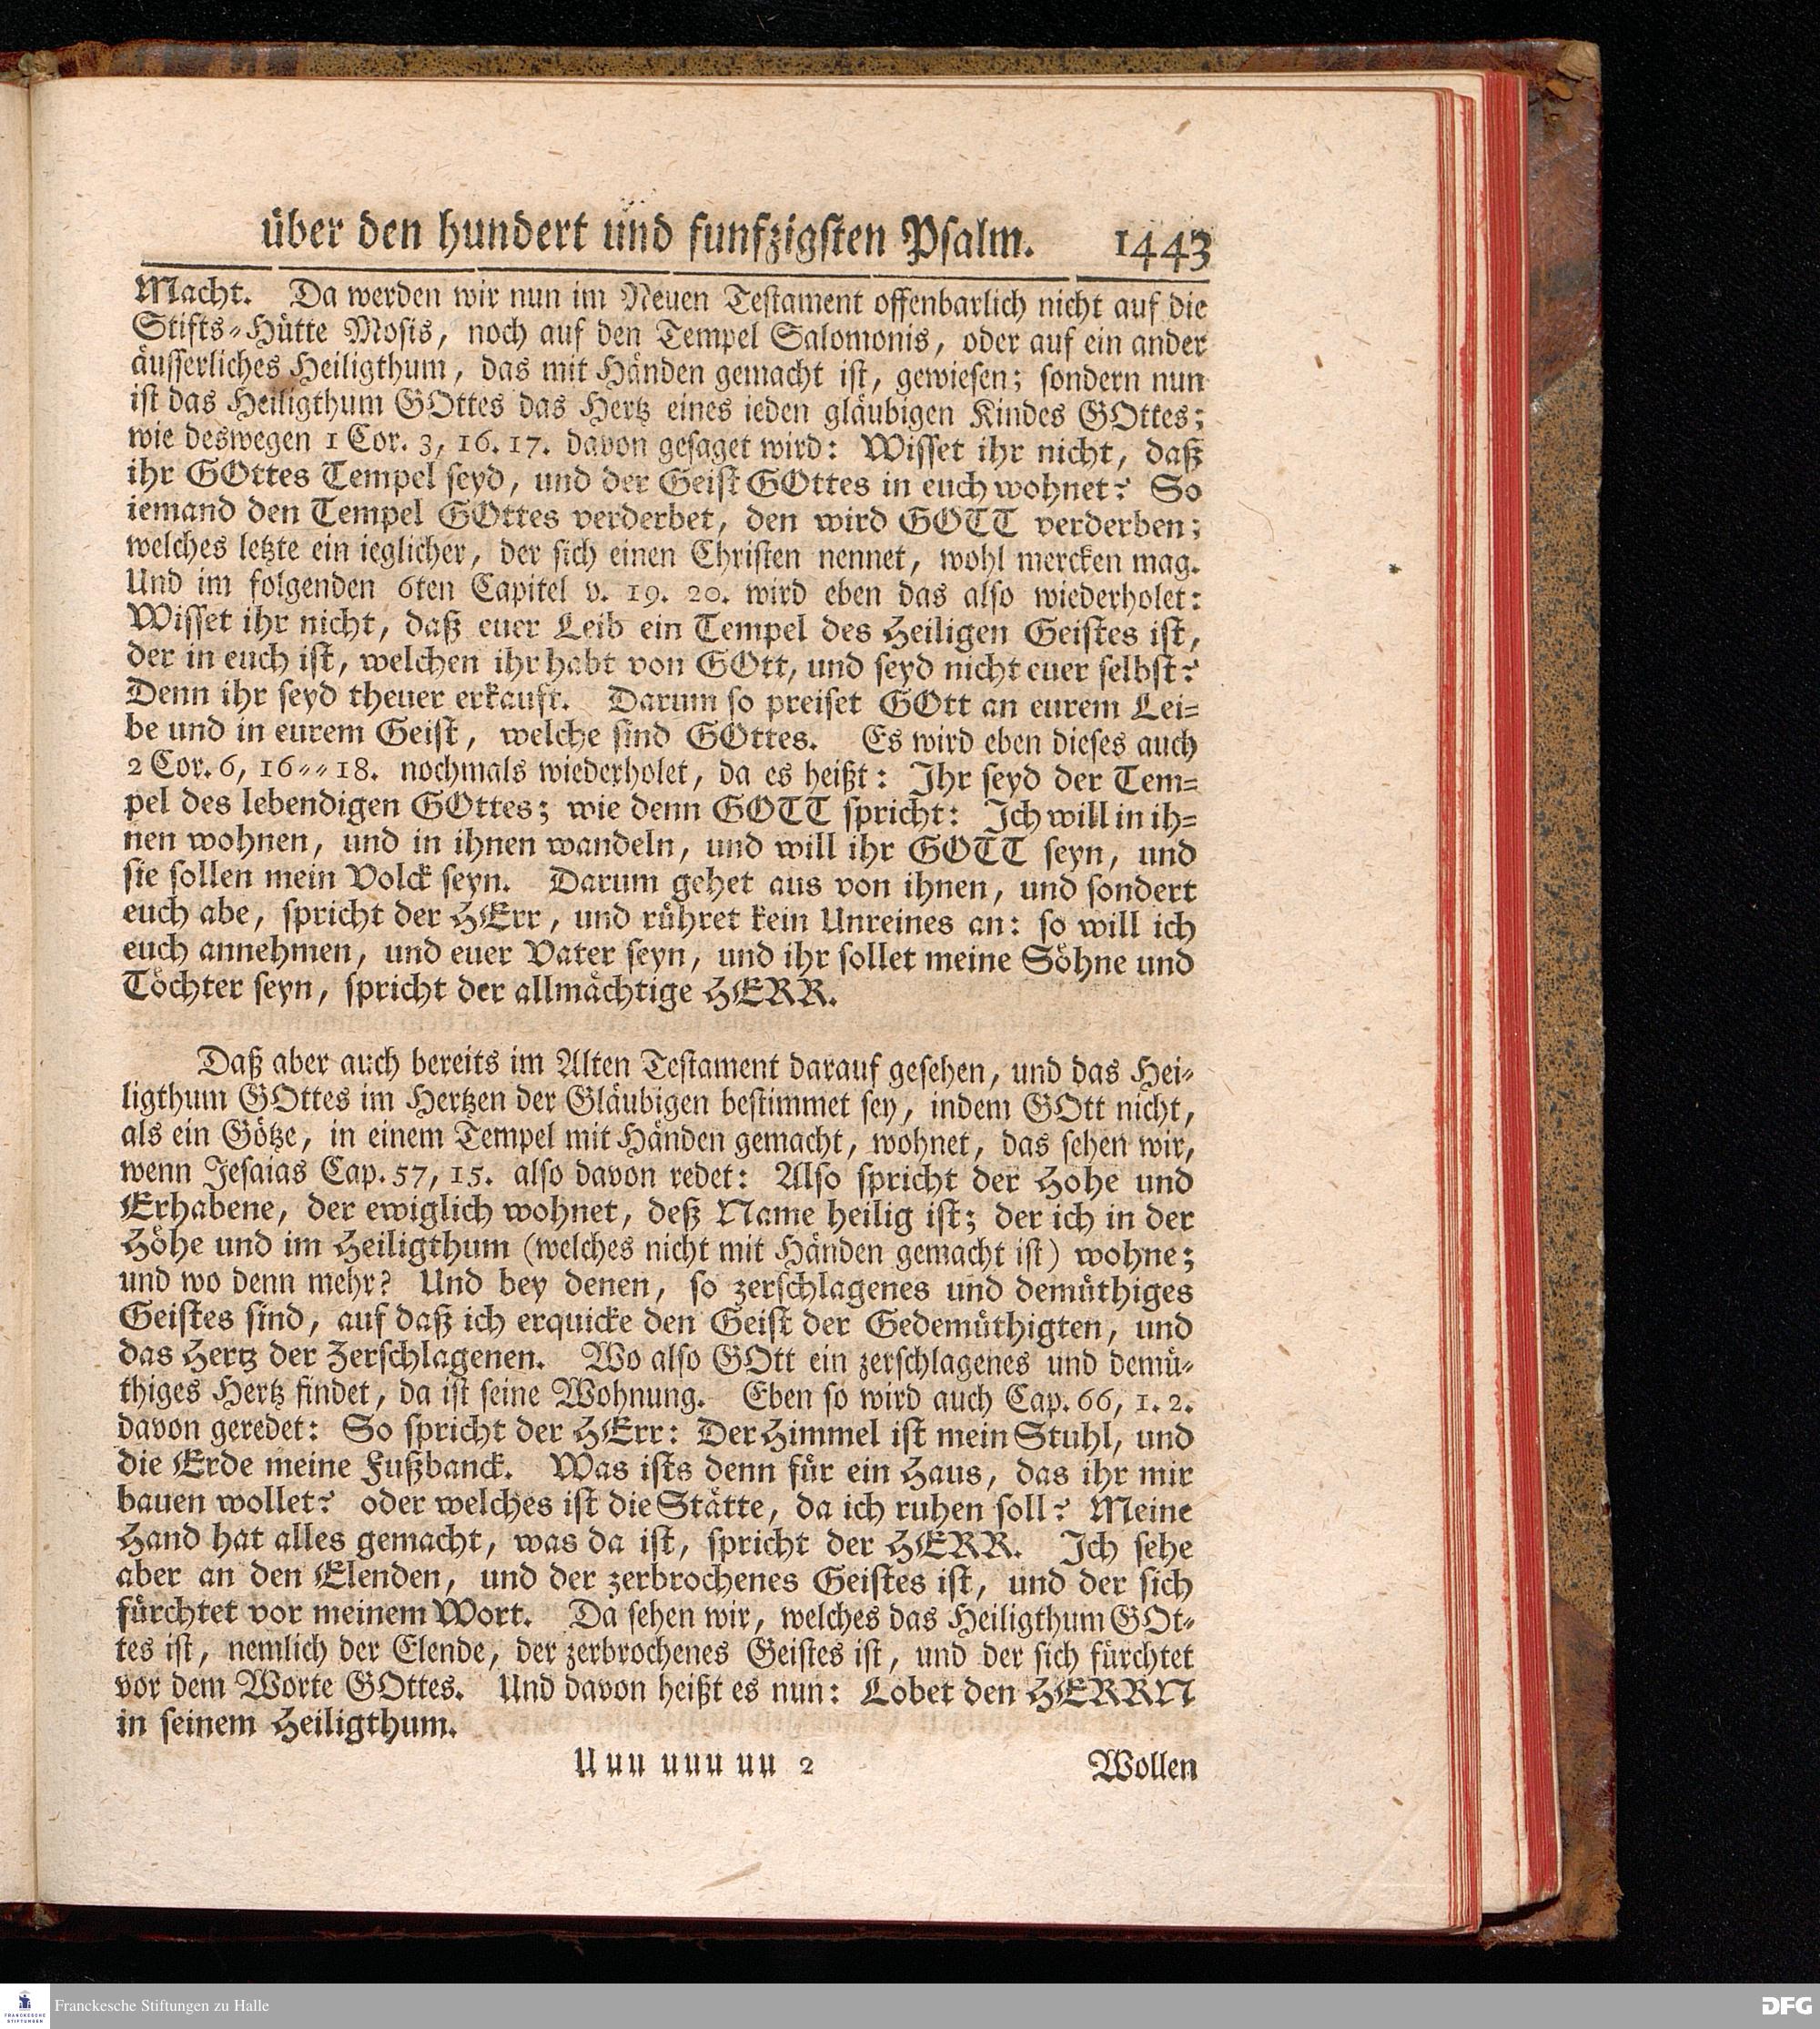 über den hundert und funfzigsten Psalm. 1443
Macht. Da werden wir nun im Neuen Testament offenbarlich nicht auf die
Stifts-Hütte Mosis, noch auf den Tempel Salomonis, oder auf ein ander
äusserliches Heiligthum, das mit Händen gemacht ist, gewiesen; sondern nun
ist das Heiligthum GOttes das Hertz eines ieden gläubigen Kindes GOttes;
wie deswegen 1 Cor. 3, 16. 17. davon gesaget wird: Wisset ihr nicht, daß
ihr GOttes Tempel seyd, und der Geist GOttes in euch wohnet? So
iemand den Tempel GOttes verderbet, den wird GOTT verderben;
welches letzte ein ieglicher, der sich einen Christen nennet, wohl mercken mag.
Und im folgenden 6ten Capitel v. 19. 20. wird eben das also wiederholet:
Wisset ihr nicht, daß euer Leib ein Tempel des Heiligen Geistes ist,
der in euch ist, welchen ihr habt von GOtt, und seyd nicht euer selbst?
Denn ihr seyd theuer erkauft. Darum so preiset GOtt an eurem Lei-
be und in eurem Geist, welche sind GOttes. Es wird eben dieses auch
2 Cor. 6, 16--18. nochmals wiederholet, da es heißt: Ihr seyd der Tem-
pel des lebendigen GOttes; wie denn GOTT spricht: Ich will in ih-
nen wohnen, und in ihnen wandeln, und will ihr GOTT seyn, und
sie sollen mein Volck seyn. Darum gehet aus von ihnen, und sondert
euch abe, spricht der HErr, und rühret kein Unreines an: so will ich
euch annehmen, und euer Vater seyn, und ihr sollet meine Söhne und
Töchter seyn, spricht der allmächtige HERR.
Daß aber auch bereits im Alten Testament darauf gesehen, und das Hei-
ligthum GOttes im Hertzen der Gläubigen bestimmet sey, indem GOtt nicht,
als ein Götze, in einem Tempel mit Händen gemacht, wohnet, das sehen wir,
wenn Jesaias Cap. 57, 15. also davon redet: Also spricht der Hohe und
Erhabene, der ewiglich wohnet, deß Name heilig ist; der ich in der
Höhe und im Heiligthum (welches nicht mit Händen gemacht ist) wohne;
und wo denn mehr? Und bey denen, so zerschlagenes und demüthiges
Geistes sind, auf daß ich erquicke den Geist der Gedemüthigten, und
das Hertz der Zerschlagenen. Wo also GOtt ein zerschlagenes und demü-
thiges Hertz findet, da ist seine Wohnung. Eben so wird auch Cap. 66, 1. 2.
davon geredet: So spricht der HErr: Der Himmel ist mein Stuhl, und
die Erde meine Fußbanck. Was ists denn für ein Haus, das ihr mir
bauen wollet? oder welches ist die Stätte, da ich ruhen soll? Meine
Hand hat alles gemacht, was da ist, spricht der HERR. Ich sehe
aber an den Elenden, und der zerbrochenes Geistes ist, und der sich
fürchtet vor meinem Wort. Da sehen wir, welches das Heiligthum GOt-
tes ist, nemlich der Elende, der zerbrochenes Geistes ist, und der sich fürchtet
vor dem Worte GOttes. Und davon heißt es nun: Lobet den HERRN
in seinem Heiligthum.
Uuu uuu uu 2 Wollen
FRANCKESCHE STIFTUNGEN Franckesche Stiftungen zu Halle DFG